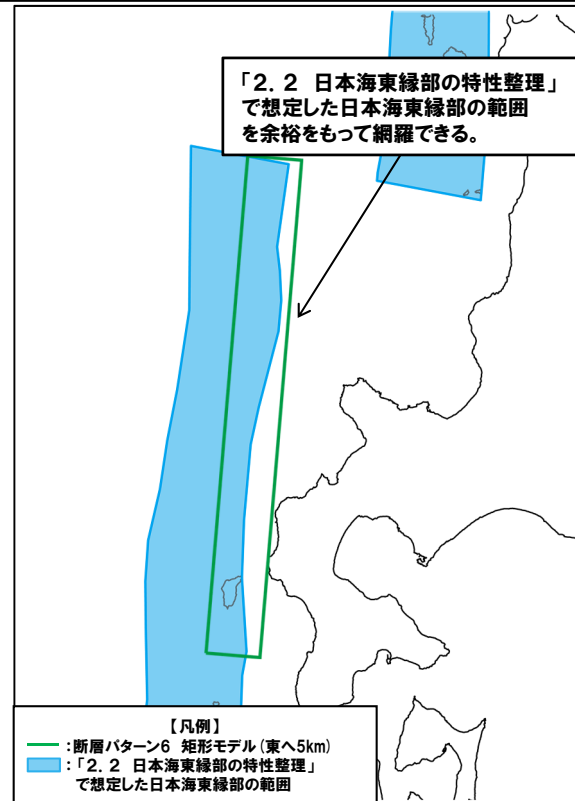 「2．2 日本海東縁部の特性整理」
で想定した日本海東縁部の範囲
を余裕をもって網羅できる。
【凡例】
：断層パターン6 矩形モデル（東へ5km）
：「2．2 日本海東縁部の特性整理」
で想定した日本海東縁部の範囲